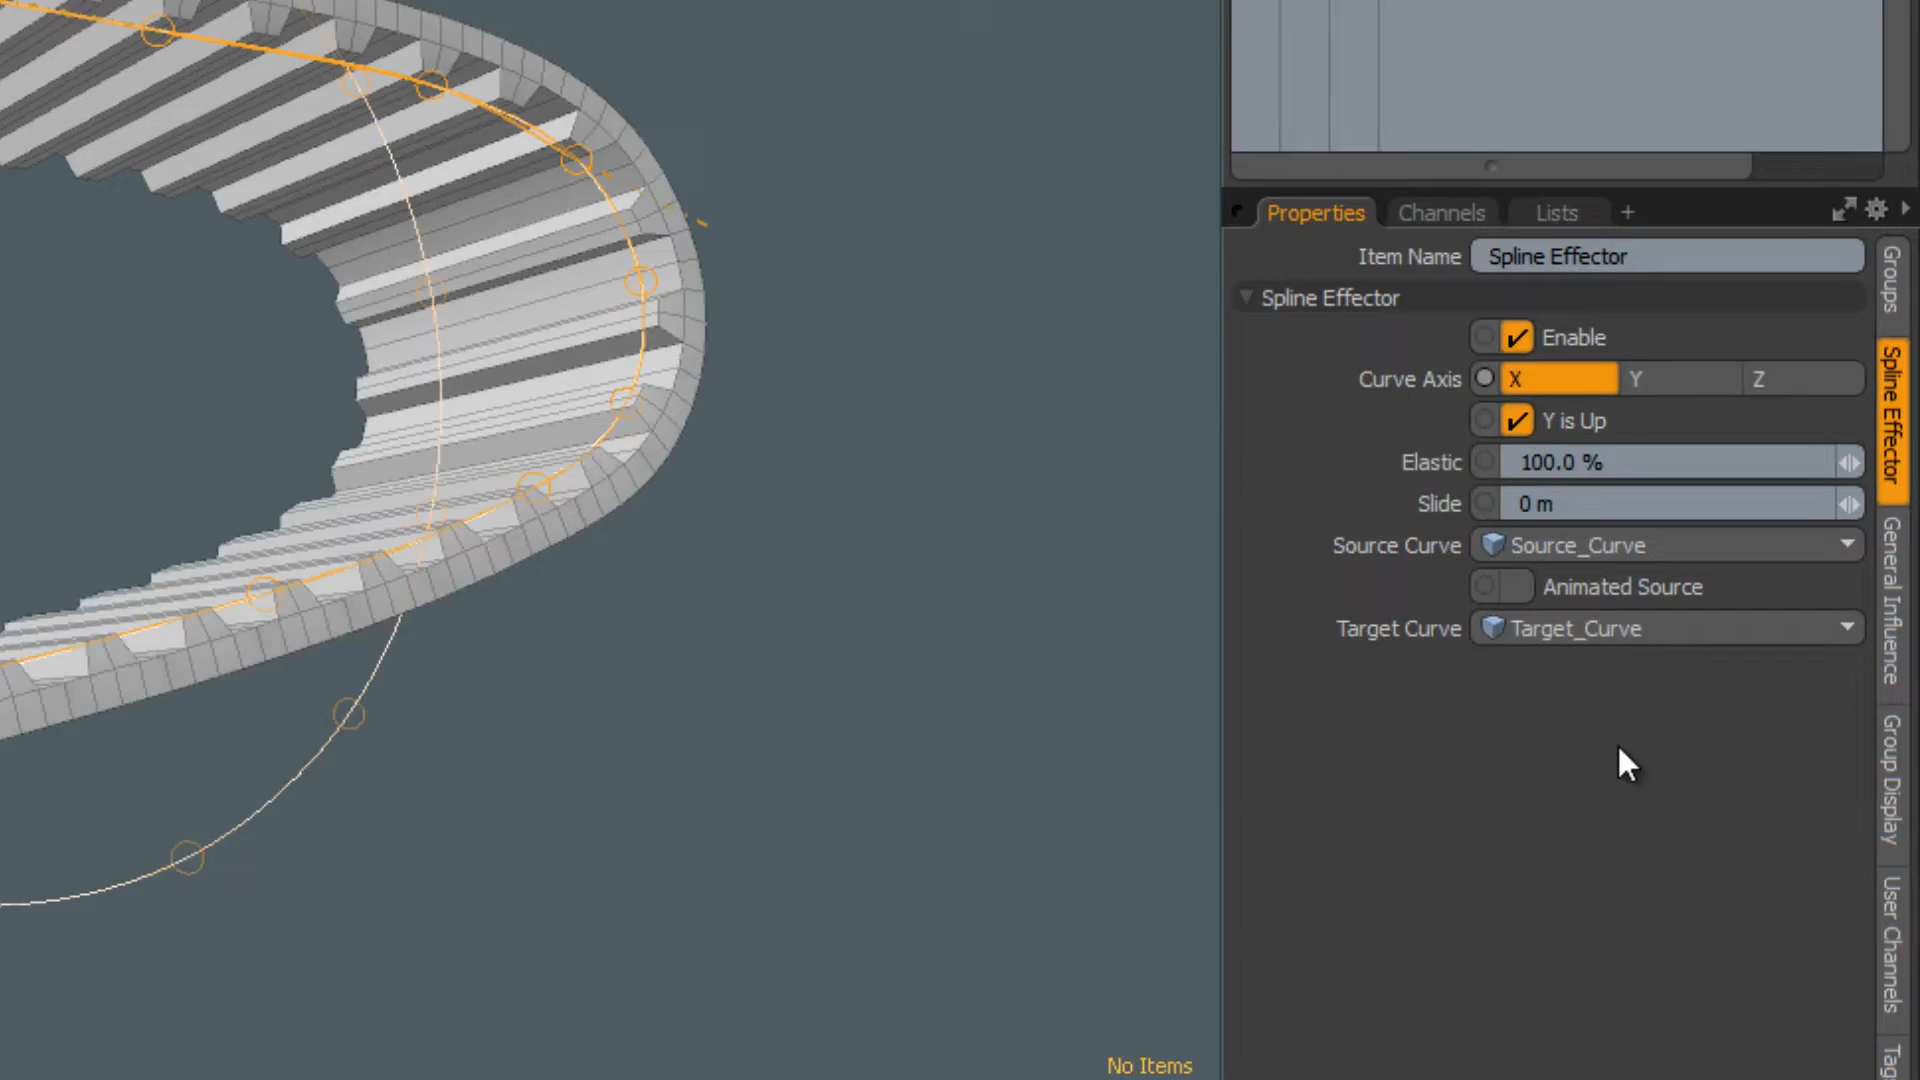 Properties Channels Lists +
Item Name Spline Effector
Spline Effector
Enable
Curve Axis X Y Z
Y is Up
Elastic 100.0 %
Slide 0 m
Source Curve Source_Curve
Animated Source
Target Curve Target_Curve
Groups
Spline Effector
General Influence
Group Display
User Channels
Tag
No Items